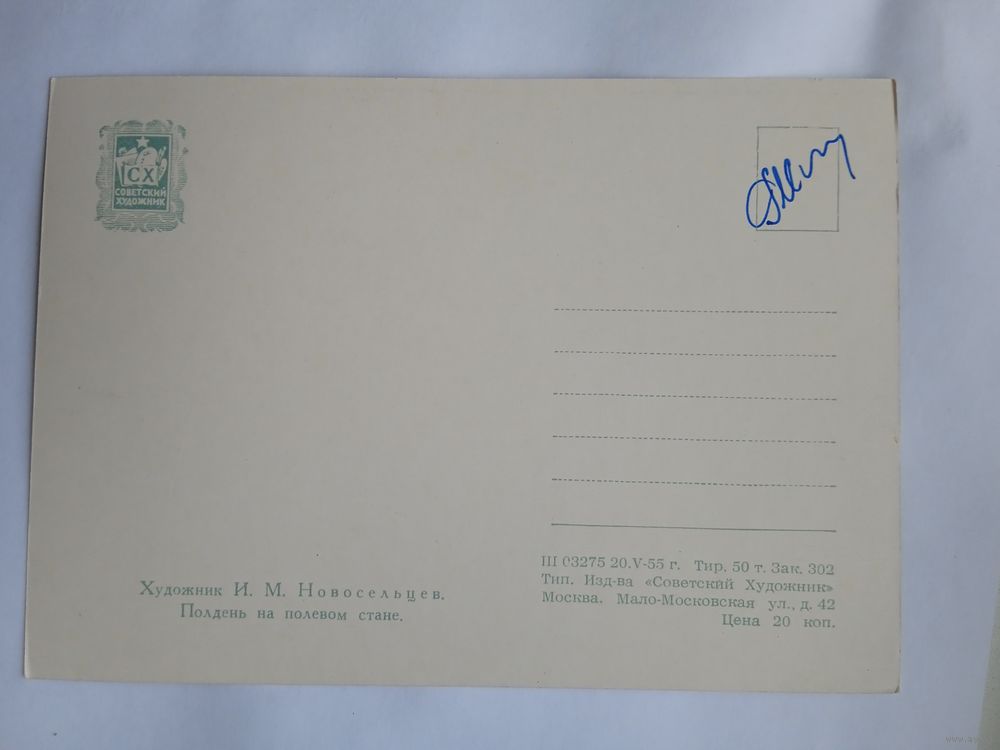 СХ
СОВЕТСКИЙ
ХУДОЖНИК
Художник И. М. Новосельцев.
Полдень на полевом стане.
Ш 03275 20.V-55 г. Тир. 50 т. Зак. 302
Тип. Изд-ва «Советский Художник»
Москва. Мало-Московская ул., д. 42
Цена 20 коп.